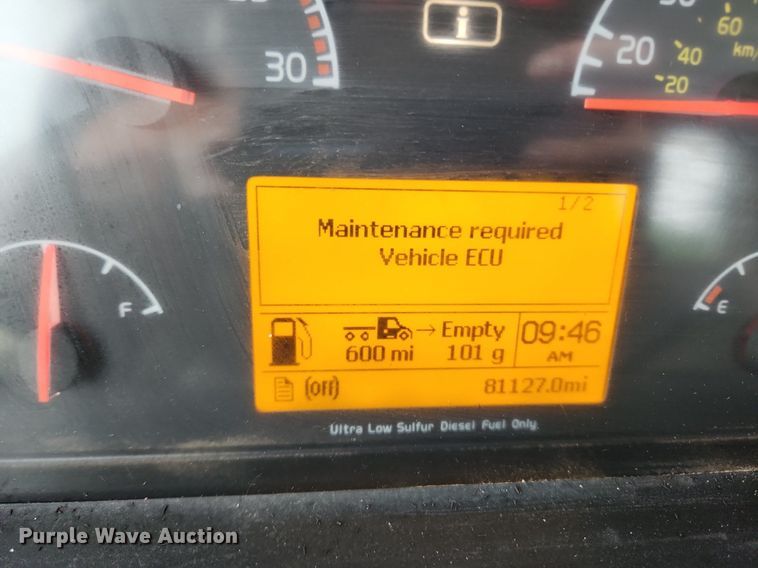 30
i
20
60
km/
40
20
1/2
Maintenance required
Vehicle ECU
F
E
→ Empty
600 mi
101 g
09:46
AM
(Off)
81127.0mi
Ultra Low Sulfur Diesel Fuel Only.
Purple Wave Auction